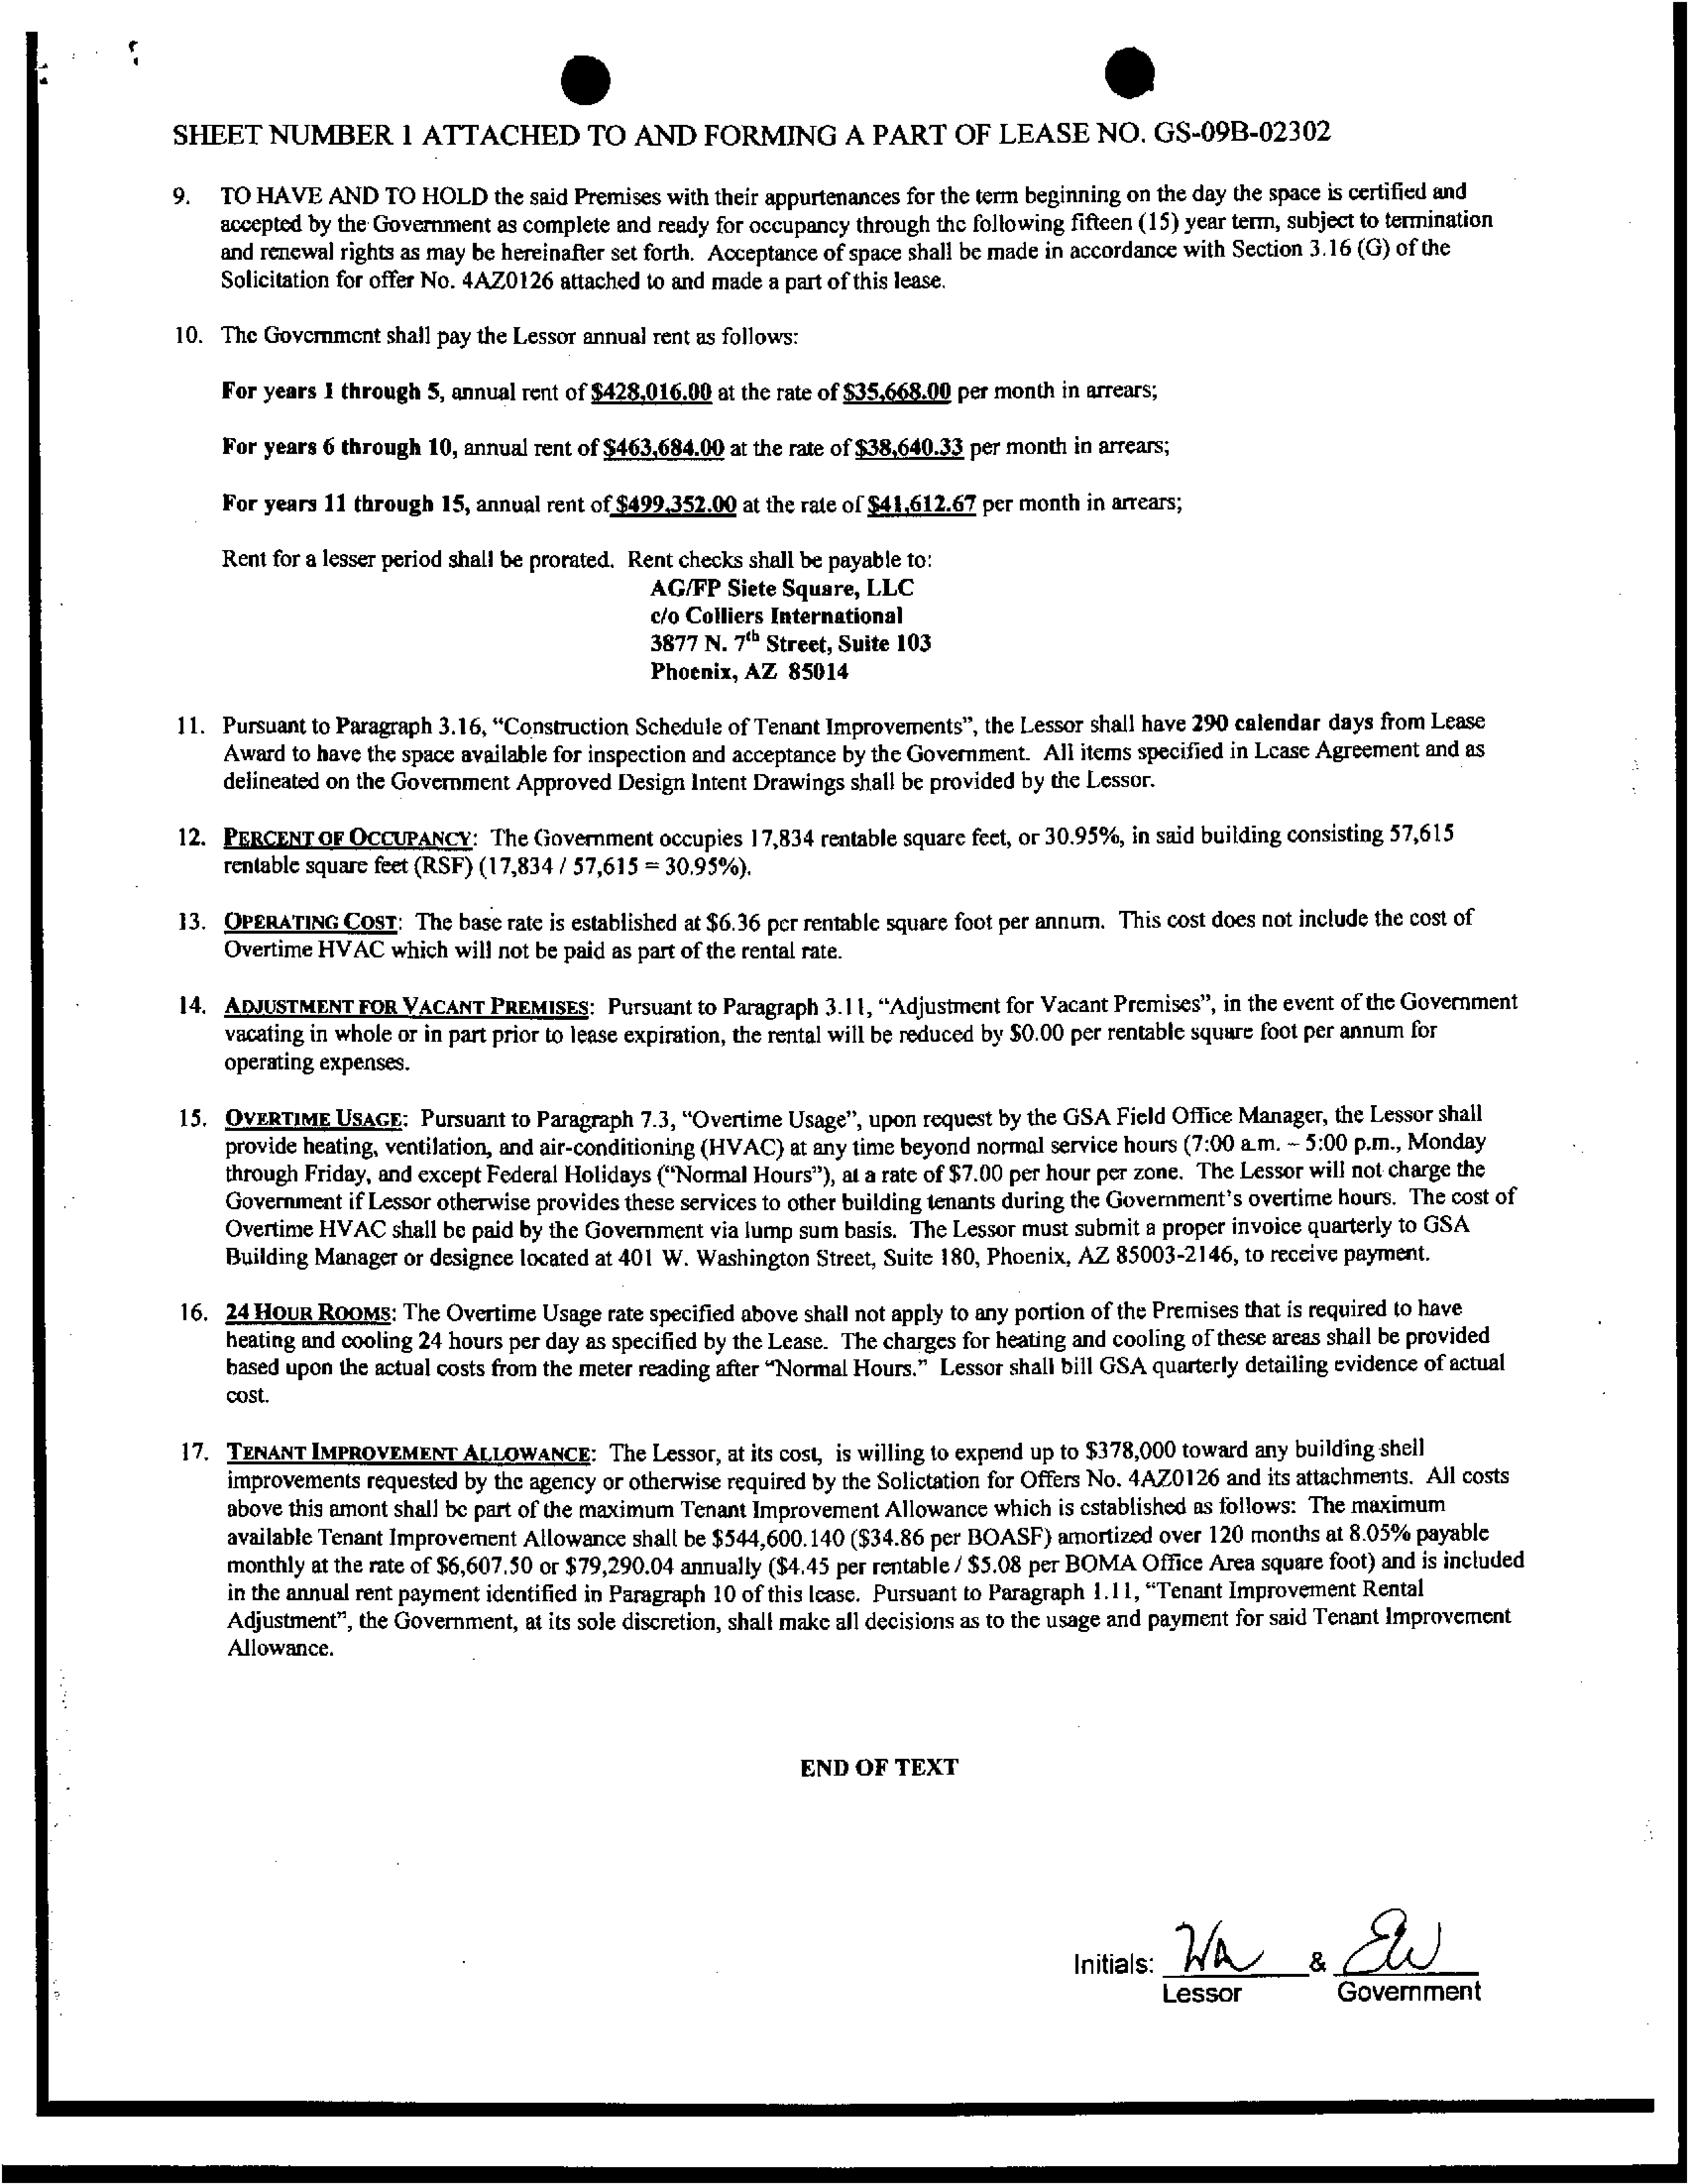 SHEET NUMBER 1 ATTACHED TO AND FORMING A PART OF LEASE NO. GS-09B-02302
9. TO HAVE AND TO HOLD the said Premises with their appurtenances for the term beginning on the day the space is certified and
accepted by the Government as complete and ready for occupancy through the following fifteen (15) year term, subject to termination
and renewal rights as may be hereinafter set forth. Acceptance of space shall be made in accordance with Section 3.16 (G) of the
Solicitation for offer No. 4AZ0126 attached to and made a part of this lease.
10. The Government shall pay the Lessor annual rent as follows:
For years 1 through 5, annual rent of $428,016.00 at the rate of $35,668.00 per month in arrears;
For years 6 through 10, annual rent of $463,684.00 at the rate of $38,640.33 per month in arrears;
For years 11 through 15, annual rent of $499,352.00 at the rate of $41,612.67 per month in arrears;
Rent for a lesser period shall be prorated. Rent checks shall be payable to:
AG/FP Siete Square, LLC
c/o Colliers International
3877 N. 7th Street, Suite 103
Phoenix, AZ 85014
11. Pursuant to Paragraph 3.16, “Construction Schedule of Tenant Improvements”, the Lessor shall have 290 calendar days from Lease
Award to have the space available for inspection and acceptance by the Government. All items specified in Lease Agreement and as
delineated on the Government Approved Design Intent Drawings shall be provided by the Lessor.
12. PERCENT OF OCCUPANCY: The Government occupies 17,834 rentable square feet, or 30.95%, in said building consisting 57,615
rentable square feet (RSF) (17,834 / 57,615 = 30.95%).
13. OPERATING COST: The base rate is established at $6.36 per rentable square foot per annum. This cost does not include the cost of
Overtime HVAC which will not be paid as part of the rental rate.
14. ADJUSTMENT FOR VACANT PREMISES: Pursuant to Paragraph 3.11, “Adjustment for Vacant Premises”, in the event of the Government
vacating in whole or in part prior to lease expiration, the rental will be reduced by $0.00 per rentable square foot per annum for
operating expenses.
15. OVERTIME USAGE: Pursuant to Paragraph 7.3, “Overtime Usage”, upon request by the GSA Field Office Manager, the Lessor shall
provide heating, ventilation, and air-conditioning (HVAC) at any time beyond normal service hours (7:00 a.m. – 5:00 p.m., Monday
through Friday, and except Federal Holidays (“Normal Hours”), at a rate of $7.00 per hour per zone. The Lessor will not charge the
Government if Lessor otherwise provides these services to other building tenants during the Government's overtime hours. The cost of
Overtime HVAC shall be paid by the Government via lump sum basis. The Lessor must submit a proper invoice quarterly to GSA
Building Manager or designee located at 401 W. Washington Street, Suite 180, Phoenix, AZ 85003-2146, to receive payment.
16. 24 HOUR ROOMS: The Overtime Usage rate specified above shall not apply to any portion of the Premises that is required to have
heating and cooling 24 hours per day as specified by the Lease. The charges for heating and cooling of these areas shall be provided
based upon the actual costs from the meter reading after “Normal Hours.” Lessor shall bill GSA quarterly detailing evidence of actual
cost.
17. TENANT IMPROVEMENT ALLOWANCE: The Lessor, at its cost, is willing to expend up to $378,000 toward any building shell
improvements requested by the agency or otherwise required by the Solictation for Offers No. 4AZ0126 and its attachments. All costs
above this amont shall be part of the maximum Tenant Improvement Allowance which is established as follows: The maximum
available Tenant Improvement Allowance shall be $544,600.140 ($34.86 per BOASF) amortized over 120 months at 8.05% payable
monthly at the rate of $6,607.50 or $79,290.04 annually ($4.45 per rentable / $5.08 per BOMA Office Area square foot) and is included
in the annual rent payment identified in Paragraph 10 of this lease. Pursuant to Paragraph 1.11, “Tenant Improvement Rental
Adjustment”, the Government, at its sole discretion, shall make all decisions as to the usage and payment for said Tenant Improvement
Allowance.
END OF TEXT
Initials: & EW
Lessor Government